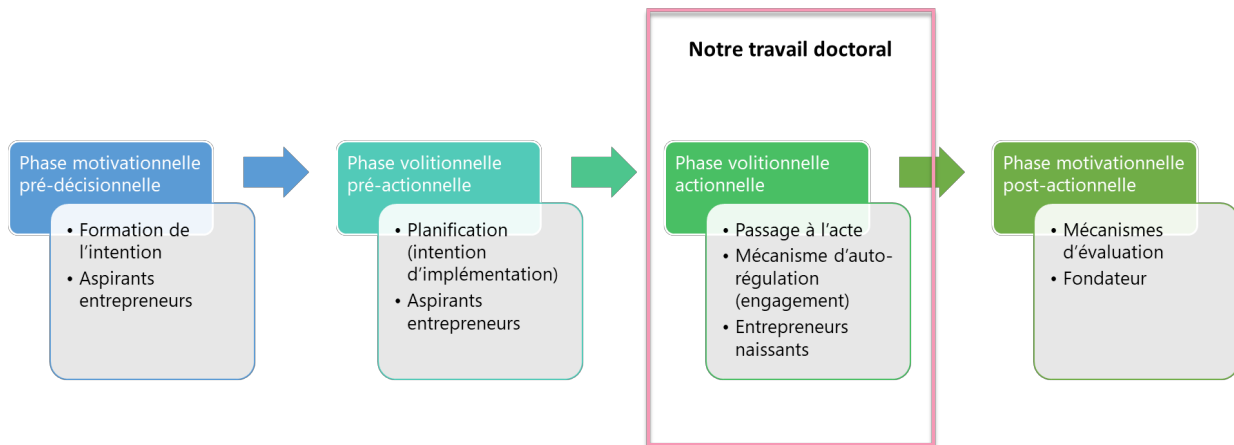 Notre travail doctoral
Phase motivationnelle
pré-décisionnelle
• Formation de
l'intention
• Aspirants
entrepreneurs
Phase volitionnelle
pré-actionnelle
• Planification
(intention
d'implémentation)
• Aspirants
entrepreneurs
Phase volitionnelle
actionnelle
• Passage à l'acte
• Mécanisme d'auto-
régulation
(engagement)
• Entrepreneurs
naissants
Phase motivationnelle
post-actionnelle
• Mécanismes
d'évaluation
• Fondateur